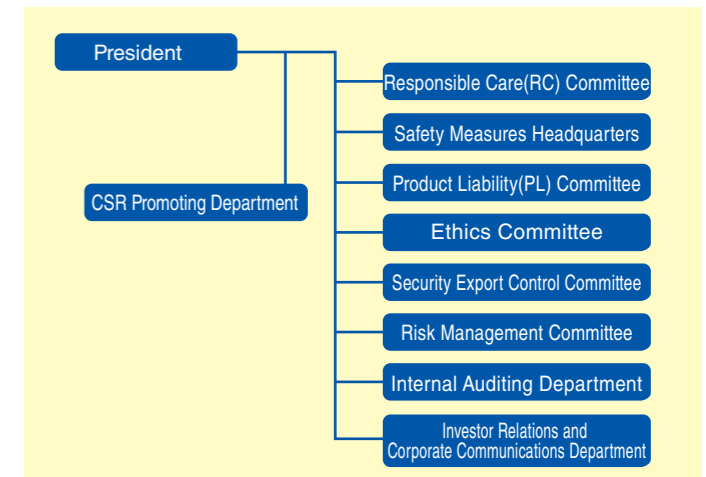 President
Responsible Care(RC) Committee
Safety Measures Headquarters
Product Liability(PL) Committee
CSR Promoting Department
Ethics Committee
Security Export Control Committee
Risk Management Committee
Internal Auditing Department
Investor Relations and
Corporate Communications Department